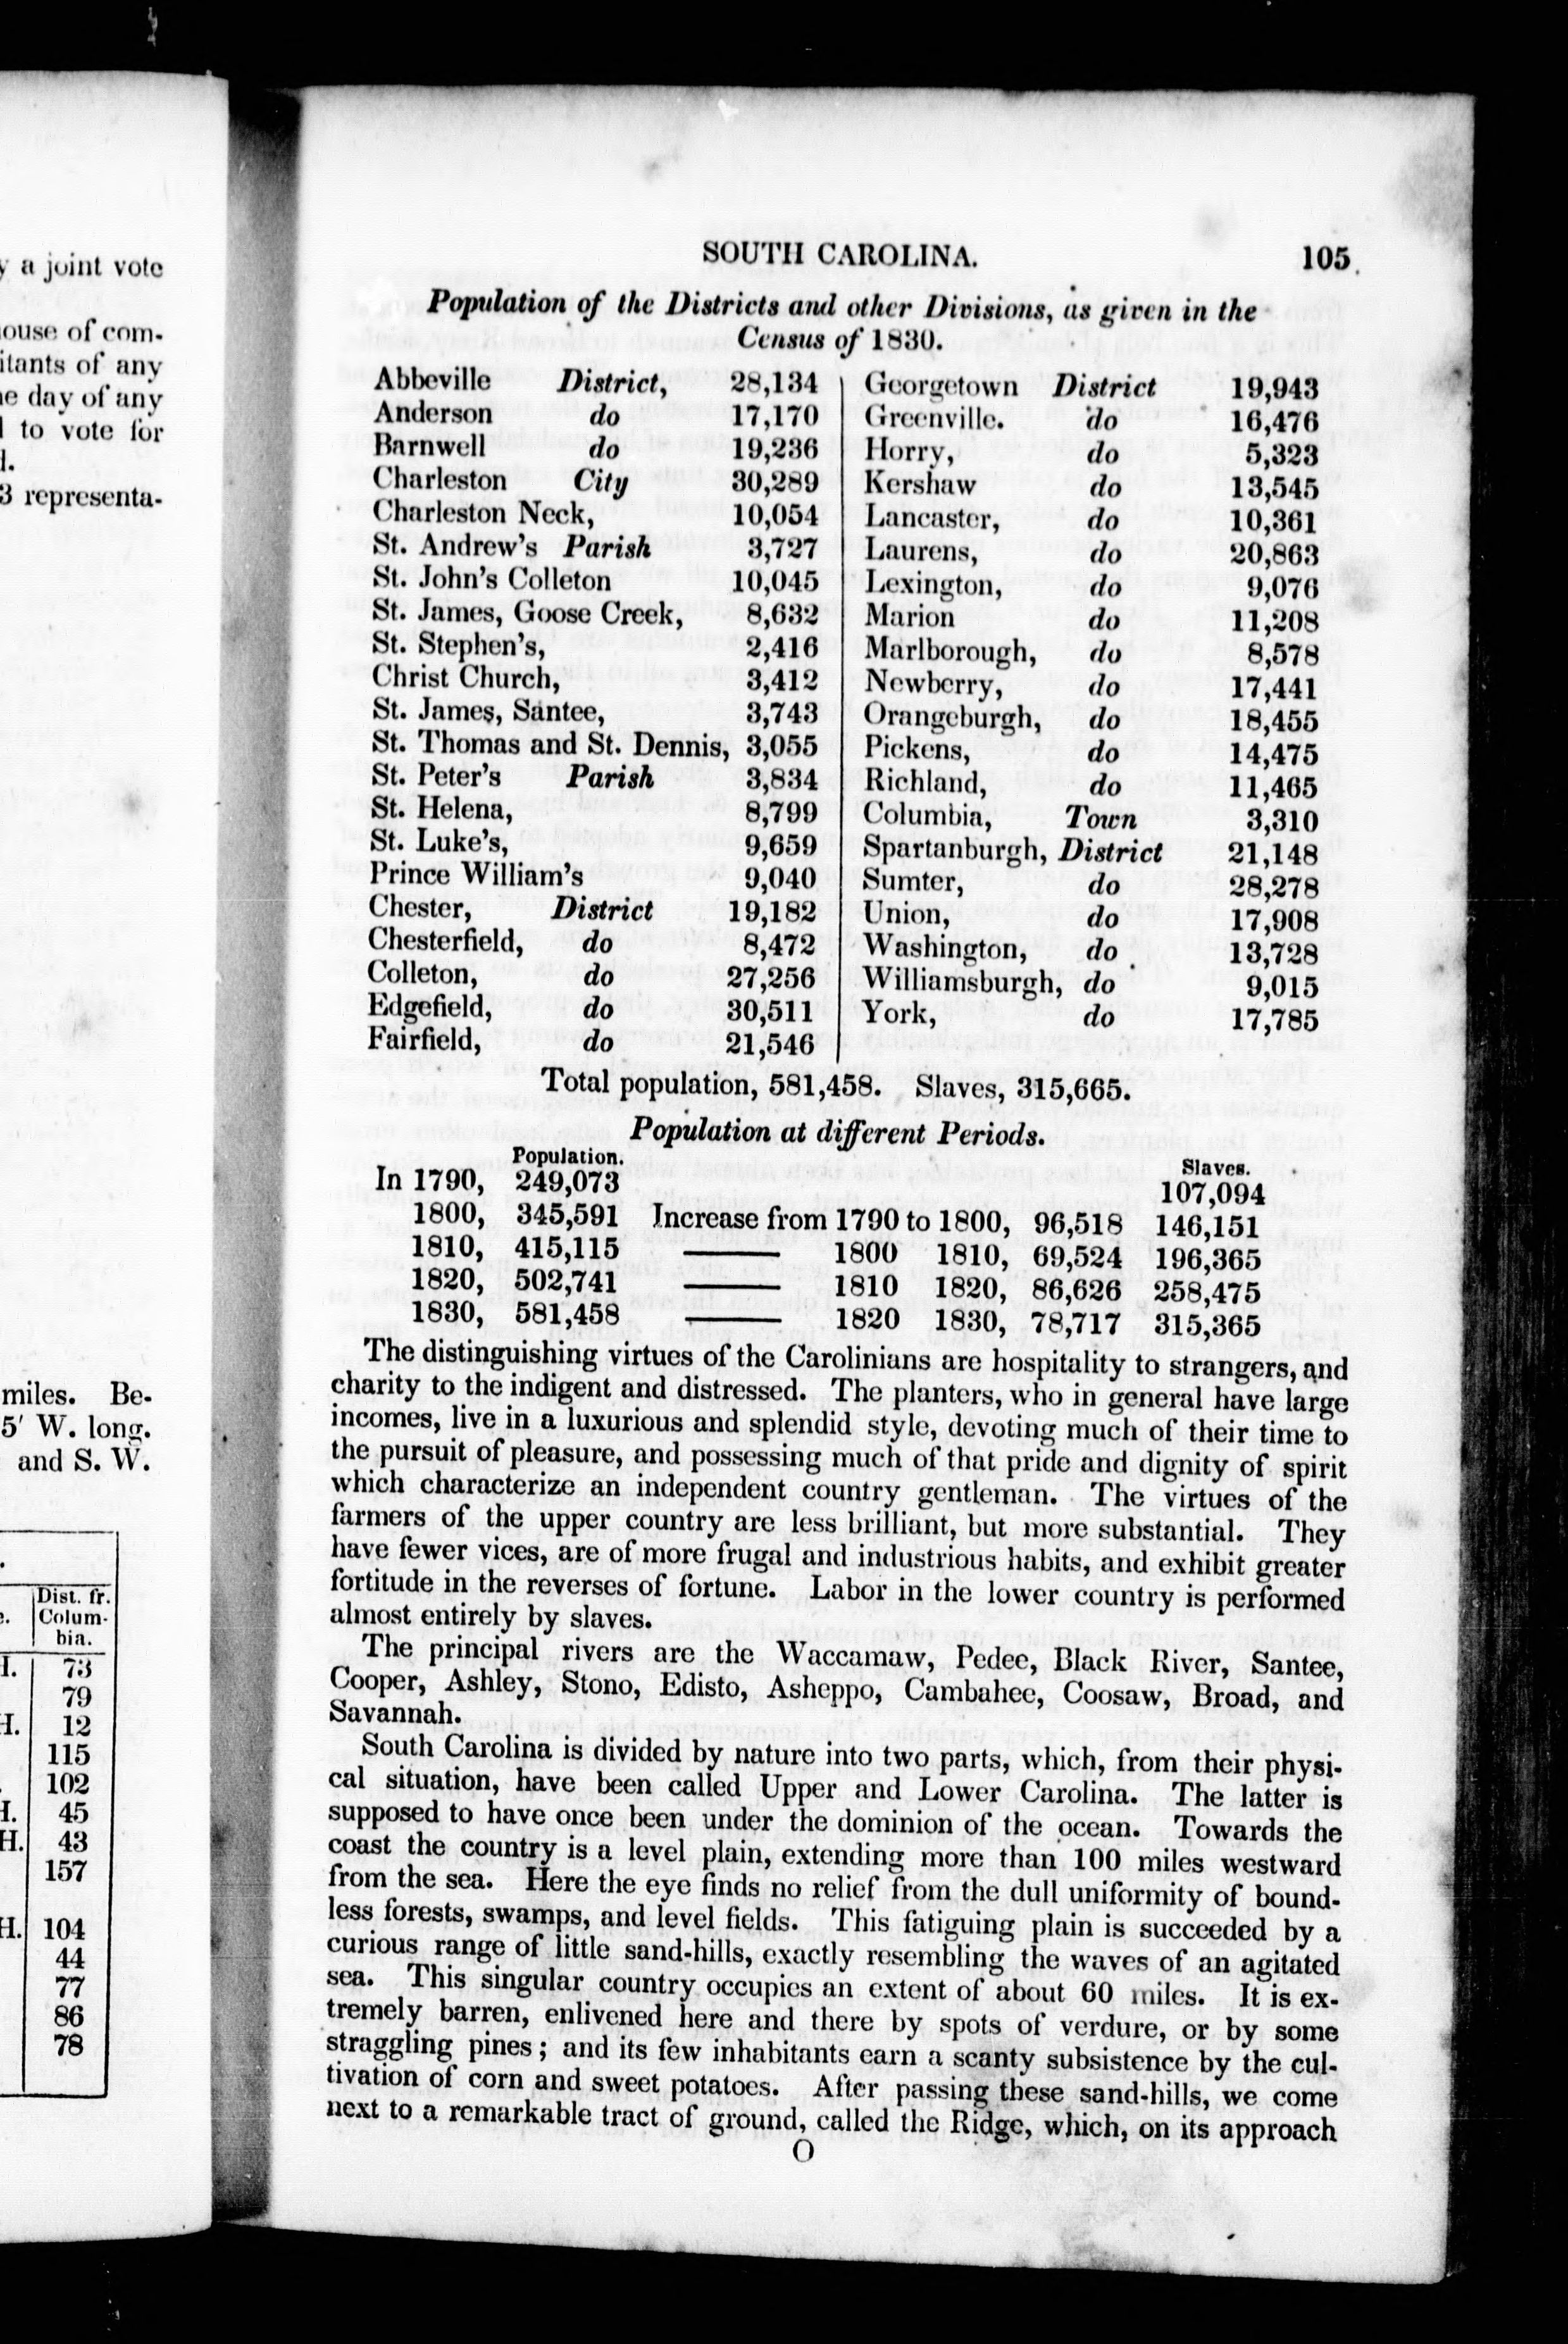 y a joint vote
ouse of com-
itants of any
e day of any
to vote for
3 representa-
miles. Be-
5' W. long.
and S. W.
Dist. fr.
Colum-
bia.
H. 73
79
H. 12
115
102
H. 45
H. 43
157
H. 104
44
77
86
78
SOUTH CAROLINA. 105
Population of the Districts and other Divisions, as given in the
Census of 1830.
Abbeville District, 28,134
Anderson do 17,170
Barnwell do 19,236
Charleston City 30,289
Charleston Neck, 10,054
St. Andrew's Parish 3,727
St. John's Colleton 10,045
St. James, Goose Creek, 8,632
St. Stephen's, 2,416
Christ Church, 3,412
St. James, Santee, 3,743
St. Thomas and St. Dennis, 3,055
St. Peter's Parish 3,834
St. Helena, 8,799
St. Luke's, 9,659
Prince William's 9,040
Chester, District 19,182
Chesterfield, do 8,472
Colleton, do 27,256
Edgefield, do 30,511
Fairfield, do 21,546
Georgetown District 19,943
Greenville. do 16,476
Horry, do 5,323
Kershaw do 13,545
Lancaster, do 10,361
Laurens, do 20,863
Lexington, do 9,076
Marion do 11,208
Marlborough, do 8,578
Newberry, do 17,441
Orangeburgh, do 18,455
Pickens, do 14,475
Richland, do 11,465
Columbia, Town 3,310
Spartanburgh, District 21,148
Sumter, do 28,278
Union, do 17,908
Washington, do 13,728
Williamsburgh, do 9,015
York, do 17,785
Total population, 581,458. Slaves, 315,665.
Population at different Periods.
Population. Slaves.
In 1790, 249,073 107,094
1800, 345,591 Increase from 1790 to 1800, 96,518 146,151
1810, 415,115 —— 1800 1810, 69,524 196,365
1820, 502,741 —— 1810 1820, 86,626 258,475
1830, 581,458 —— 1820 1830, 78,717 315,365
The distinguishing virtues of the Carolinians are hospitality to strangers, and
charity to the indigent and distressed. The planters, who in general have large
incomes, live in a luxurious and splendid style, devoting much of their time to
the pursuit of pleasure, and possessing much of that pride and dignity of spirit
which characterize an independent country gentleman. The virtues of the
farmers of the upper country are less brilliant, but more substantial. They
have fewer vices, are of more frugal and industrious habits, and exhibit greater
fortitude in the reverses of fortune. Labor in the lower country is performed
almost entirely by slaves.
The principal rivers are the Waccamaw, Pedee, Black River, Santee,
Cooper, Ashley, Stono, Edisto, Asheppo, Cambahee, Coosaw, Broad, and
Savannah.
South Carolina is divided by nature into two parts, which, from their physi-
cal situation, have been called Upper and Lower Carolina. The latter is
supposed to have once been under the dominion of the ocean. Towards the
coast the country is a level plain, extending more than 100 miles westward
from the sea. Here the eye finds no relief from the dull uniformity of bound-
less forests, swamps, and level fields. This fatiguing plain is succeeded by a
curious range of little sand-hills, exactly resembling the waves of an agitated
sea. This singular country occupies an extent of about 60 miles. It is ex-
tremely barren, enlivened here and there by spots of verdure, or by some
straggling pines; and its few inhabitants earn a scanty subsistence by the cul-
tivation of corn and sweet potatoes. After passing these sand-hills, we come
next to a remarkable tract of ground, called the Ridge, which, on its approach
O